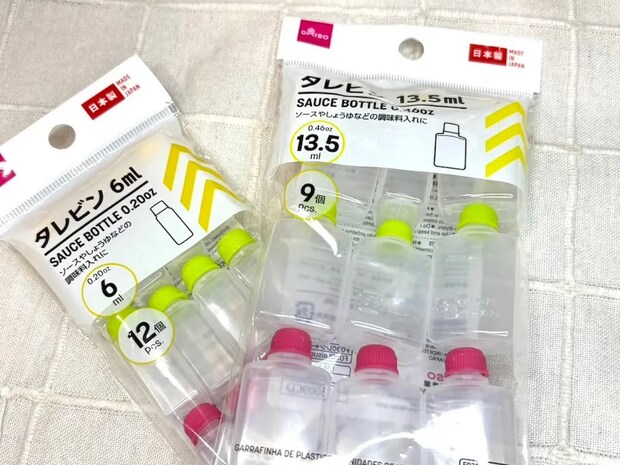 日本製
MADE IN JAPAN
タレビン 6ml
SAUCE BOTTLE 0.20oz
ソースやしょうゆなどの
調味料入れに
0.20oz
6
ml
12個
pcs.
DAISO
日本製
MADE IN JAPAN
タレビン 13.5ml
SAUCE BOTTLE 0.46oz
ソースやしょうゆなどの調味料入れに
0.46oz
13.5
ml
9個
pcs.
GARRAFINHA DE PLÁSTIC